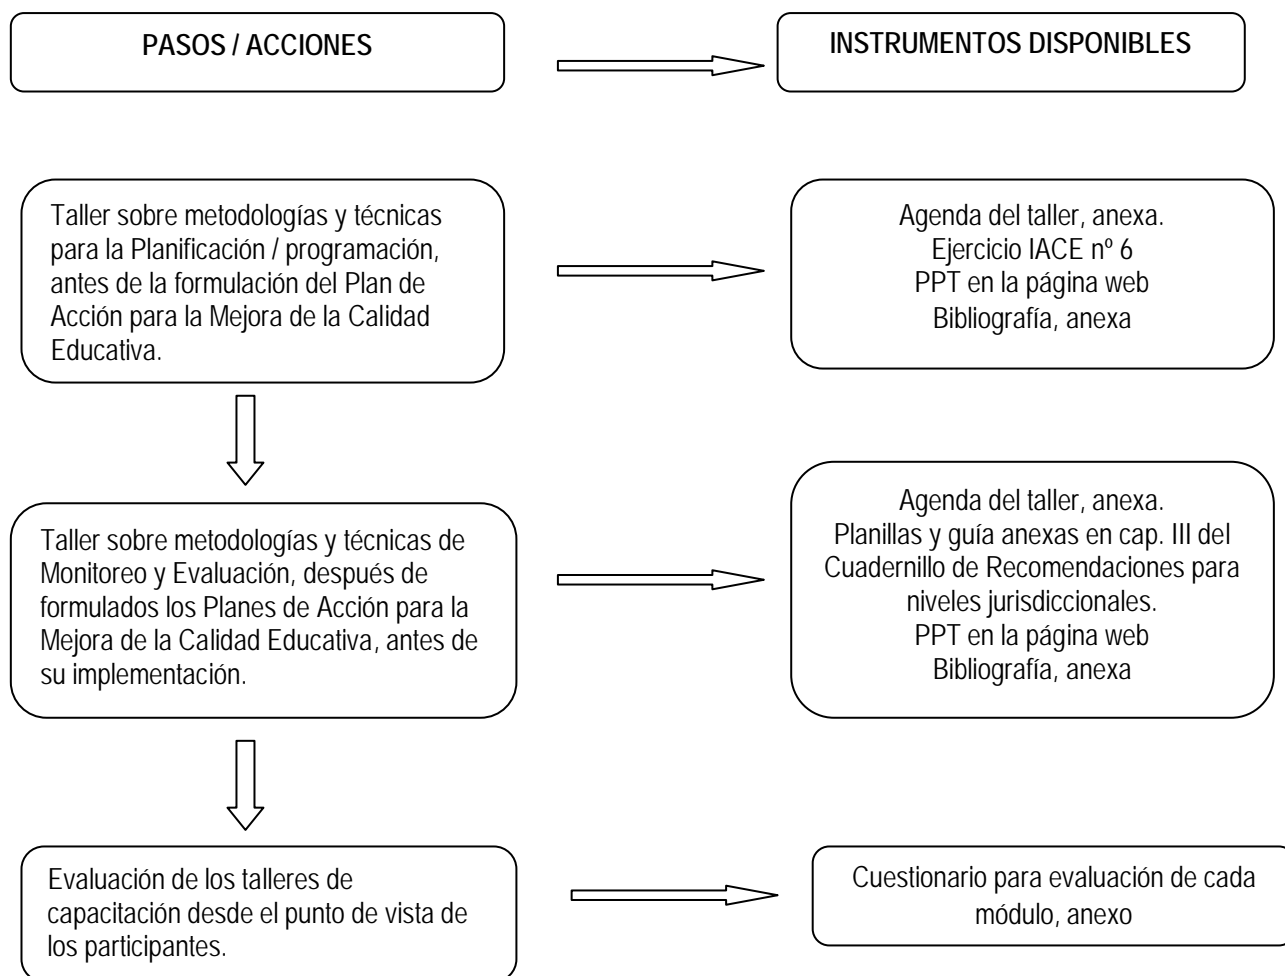 PASOS / ACCIONES
INSTRUMENTOS DISPONIBLES
Taller sobre metodologías y técnicas
para la Planificación / programación,
antes de la formulación del Plan de
Acción para la Mejora de la Calidad
Educativa.
Agenda del taller, anexa.
Ejercicio IACE nº 6
PPT en la página web
Bibliografía, anexa
Taller sobre metodologías y técnicas de
Monitoreo y Evaluación, después de
formulados los Planes de Acción para la
Mejora de la Calidad Educativa, antes de
su implementación.
Agenda del taller, anexa.
Planillas y guía anexas en cap. III del
Cuadernillo de Recomendaciones para
niveles jurisdiccionales.
PPT en la página web
Bibliografía, anexa
Evaluación de los talleres de
capacitación desde el punto de vista de
los participantes.
Cuestionario para evaluación de cada
módulo, anexo